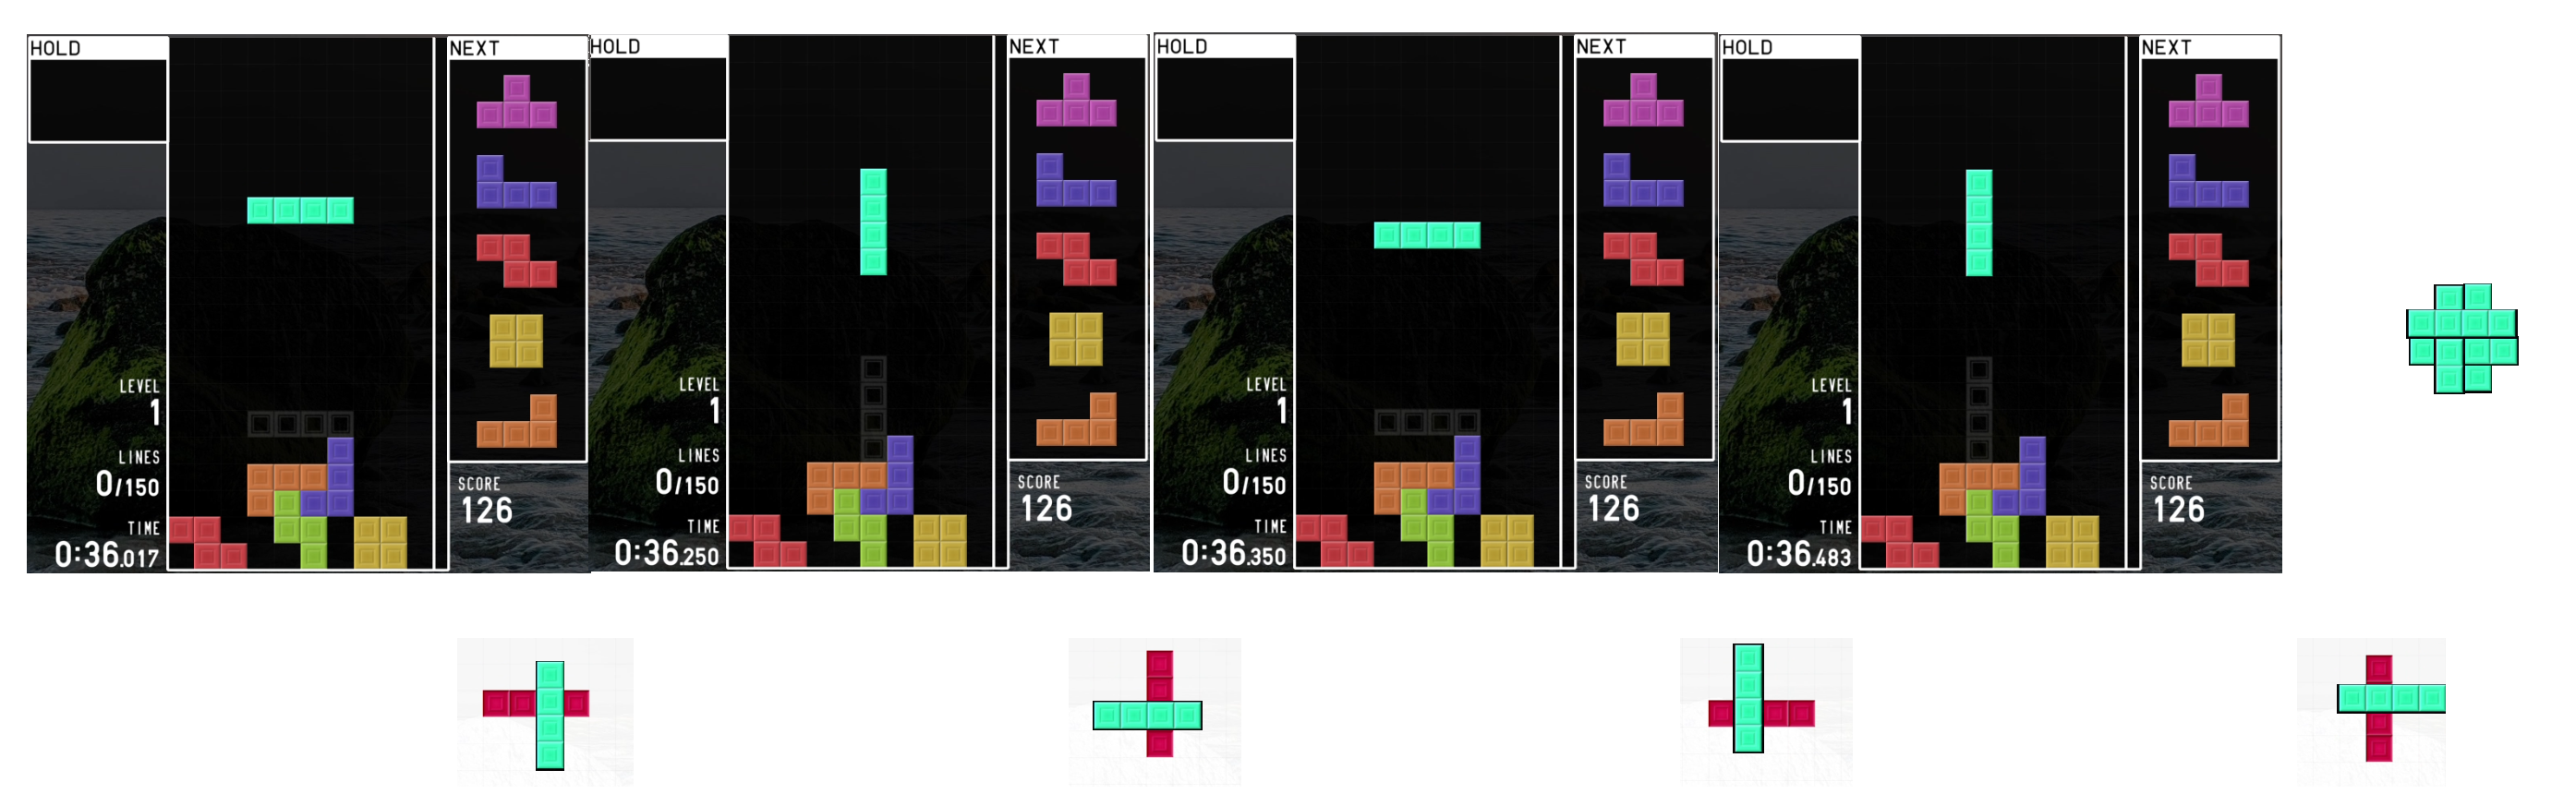 HOLD
NEXT
LEVEL
1
LINES
0/150
TIME
0:36.017
SCORE
126
HOLD
NEXT
LEVEL
1
LINES
0/150
TIME
0:36.250
SCORE
126
HOLD
NEXT
LEVEL
1
LINES
0/150
TIME
0:36.350
SCORE
126
HOLD
NEXT
LEVEL
1
LINES
0/150
TIME
0:36.483
SCORE
126